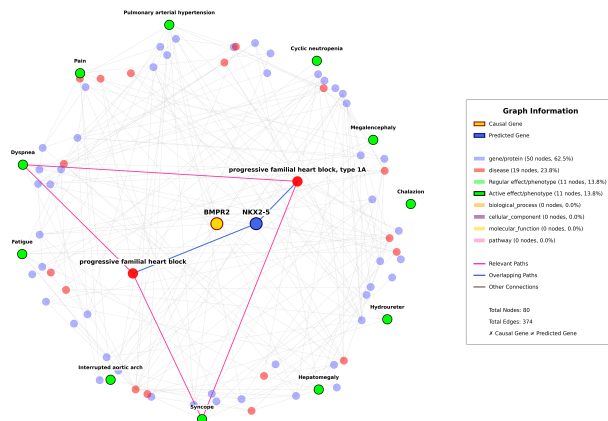 Pulmonary arterial hypertension
Cyclic neutropenia
Pain
Megalencephaly
Dyspnea
progressive familial heart block, type 1A
Chalazion
BMPR2
NKX2-5
Fatigue
progressive familial heart block
Hydroureter
Interrupted aortic arch
Hepatomegaly
Syncope
Graph Information
Causal Gene
Predicted Gene
gene/protein (50 nodes, 62.5%)
disease (19 nodes, 23.8%)
Regular effect/phenotype (11 nodes, 13.8%)
Active effect/phenotype (11 nodes, 13.8%)
biological_process (0 nodes, 0.0%)
cellular_component (0 nodes, 0.0%)
molecular_function (0 nodes, 0.0%)
pathway (0 nodes, 0.0%)
Relevant Paths
Overlapping Paths
Other Connections
Total Nodes: 80
Total Edges: 374
✗ Causal Gene ≠ Predicted Gene